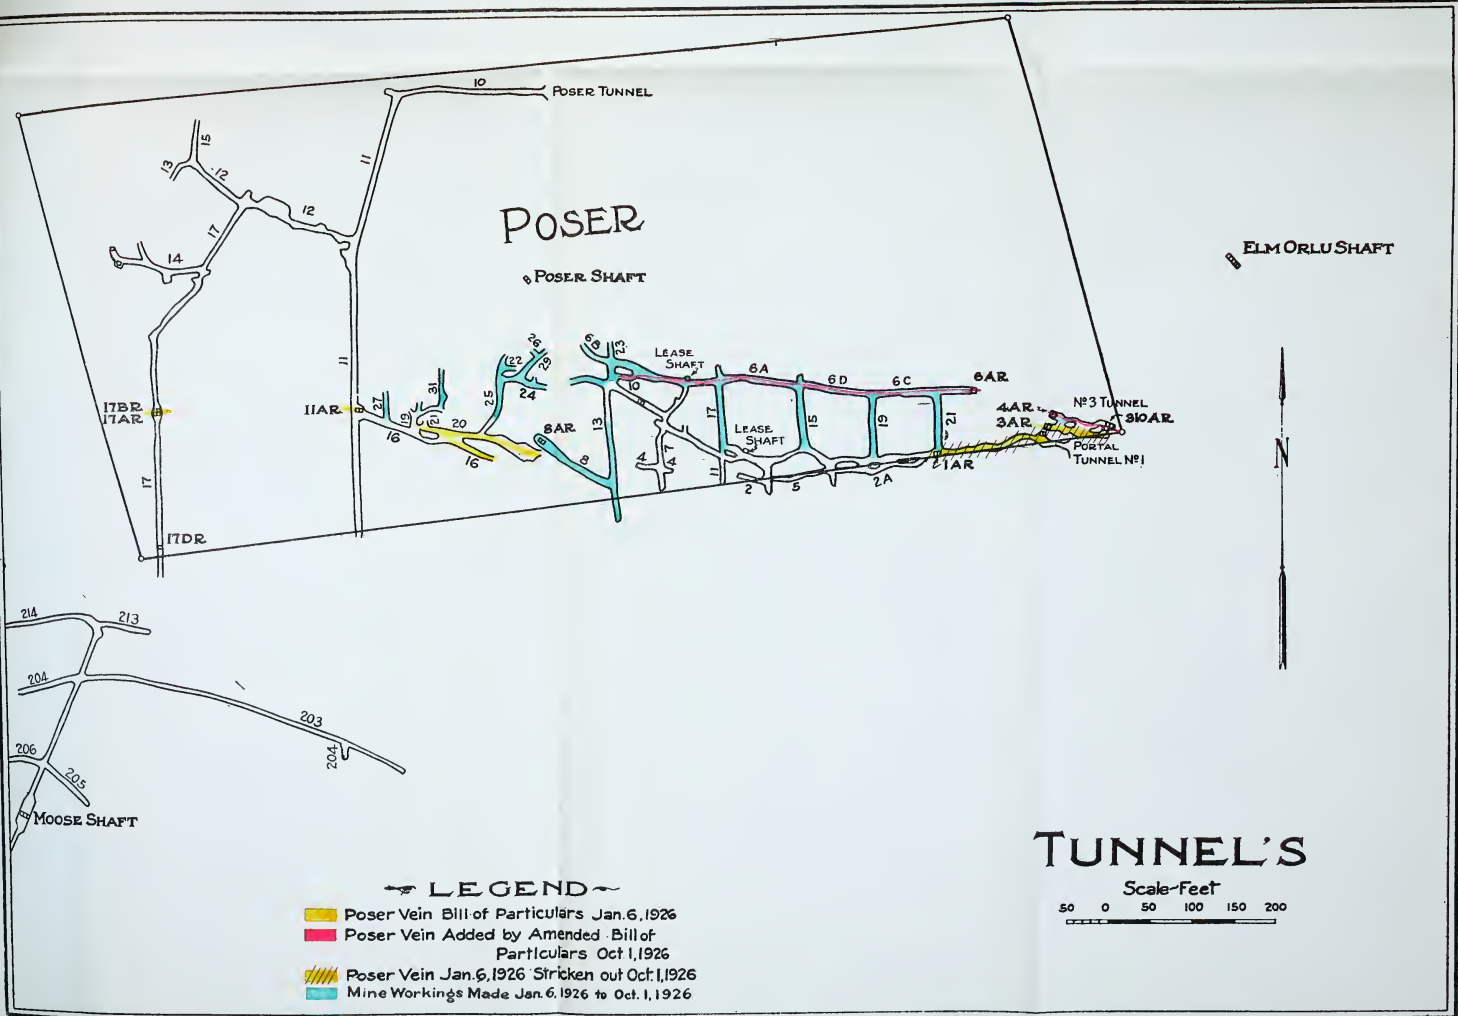 10
POSER TUNNEL
15
13
12
11
12
17
POSER
14
ELM ORLU SHAFT
POSER SHAFT
11
26
6B
23
LEASE
SHAFT
22
29
6A
6D
6C
6AR
31
25
24
10
17BR
17AR
11AR
27
19
21
20
16
16
8AR
8
13
17
LEASE
SHAFT
15
19
21
4AR
Nº3 TUNNEL
3AR
310AR
PORTAL
TUNNEL Nº1
1AR
4
7
4
11
2
5
2A
N
17
17DR
214
213
204
203
204
206
205
MOOSE SHAFT
TUNNEL'S
Scale-Feet
50 0 50 100 150 200
LEGEND
Poser Vein Bill of Particulars Jan. 6, 1926
Poser Vein Added by Amended Bill of
Particulars Oct. 1, 1926
Poser Vein Jan. 6, 1926 Stricken out Oct. 1, 1926
Mine Workings Made Jan. 6, 1926 to Oct. 1, 1926